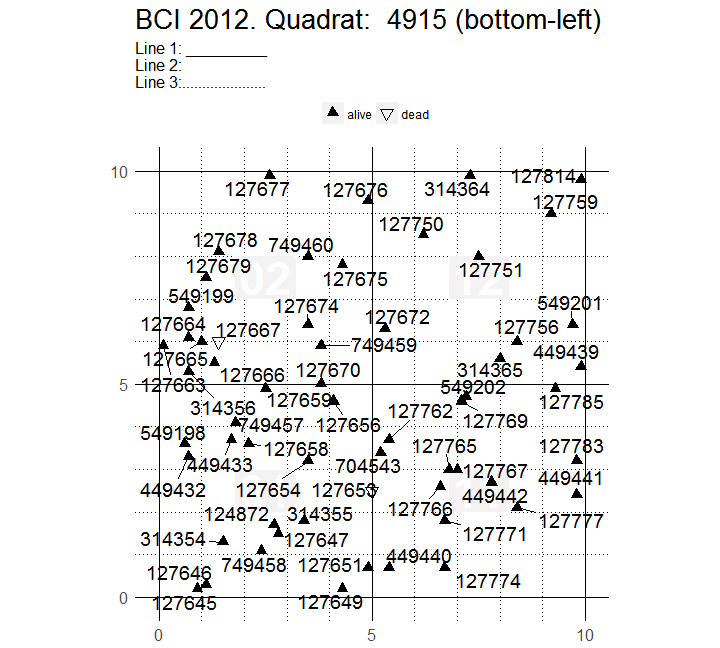 BCI 2012. Quadrat: 4915 (bottom-left)
Line 1: ___________
Line 2:
Line 3:.....................
alive dead
10
127677 127676 314364 127814
127759
127750
127678 749460
127679 127675 127751
02 12
549199 549201
127664 127667 127674 127672 127756
127665 749459 314365 449439
127663 127666 127670
5
549202
314356 127659 127656 127762 127769 127785
549198 749457
449433 127658 127765 127783
704543
449432 127654 127653 127767 449441
449442
124872 314355 127766 127777
314354 127647 127771
749458 127651 449440
127646 127774
127645 127649
0
0 5 10